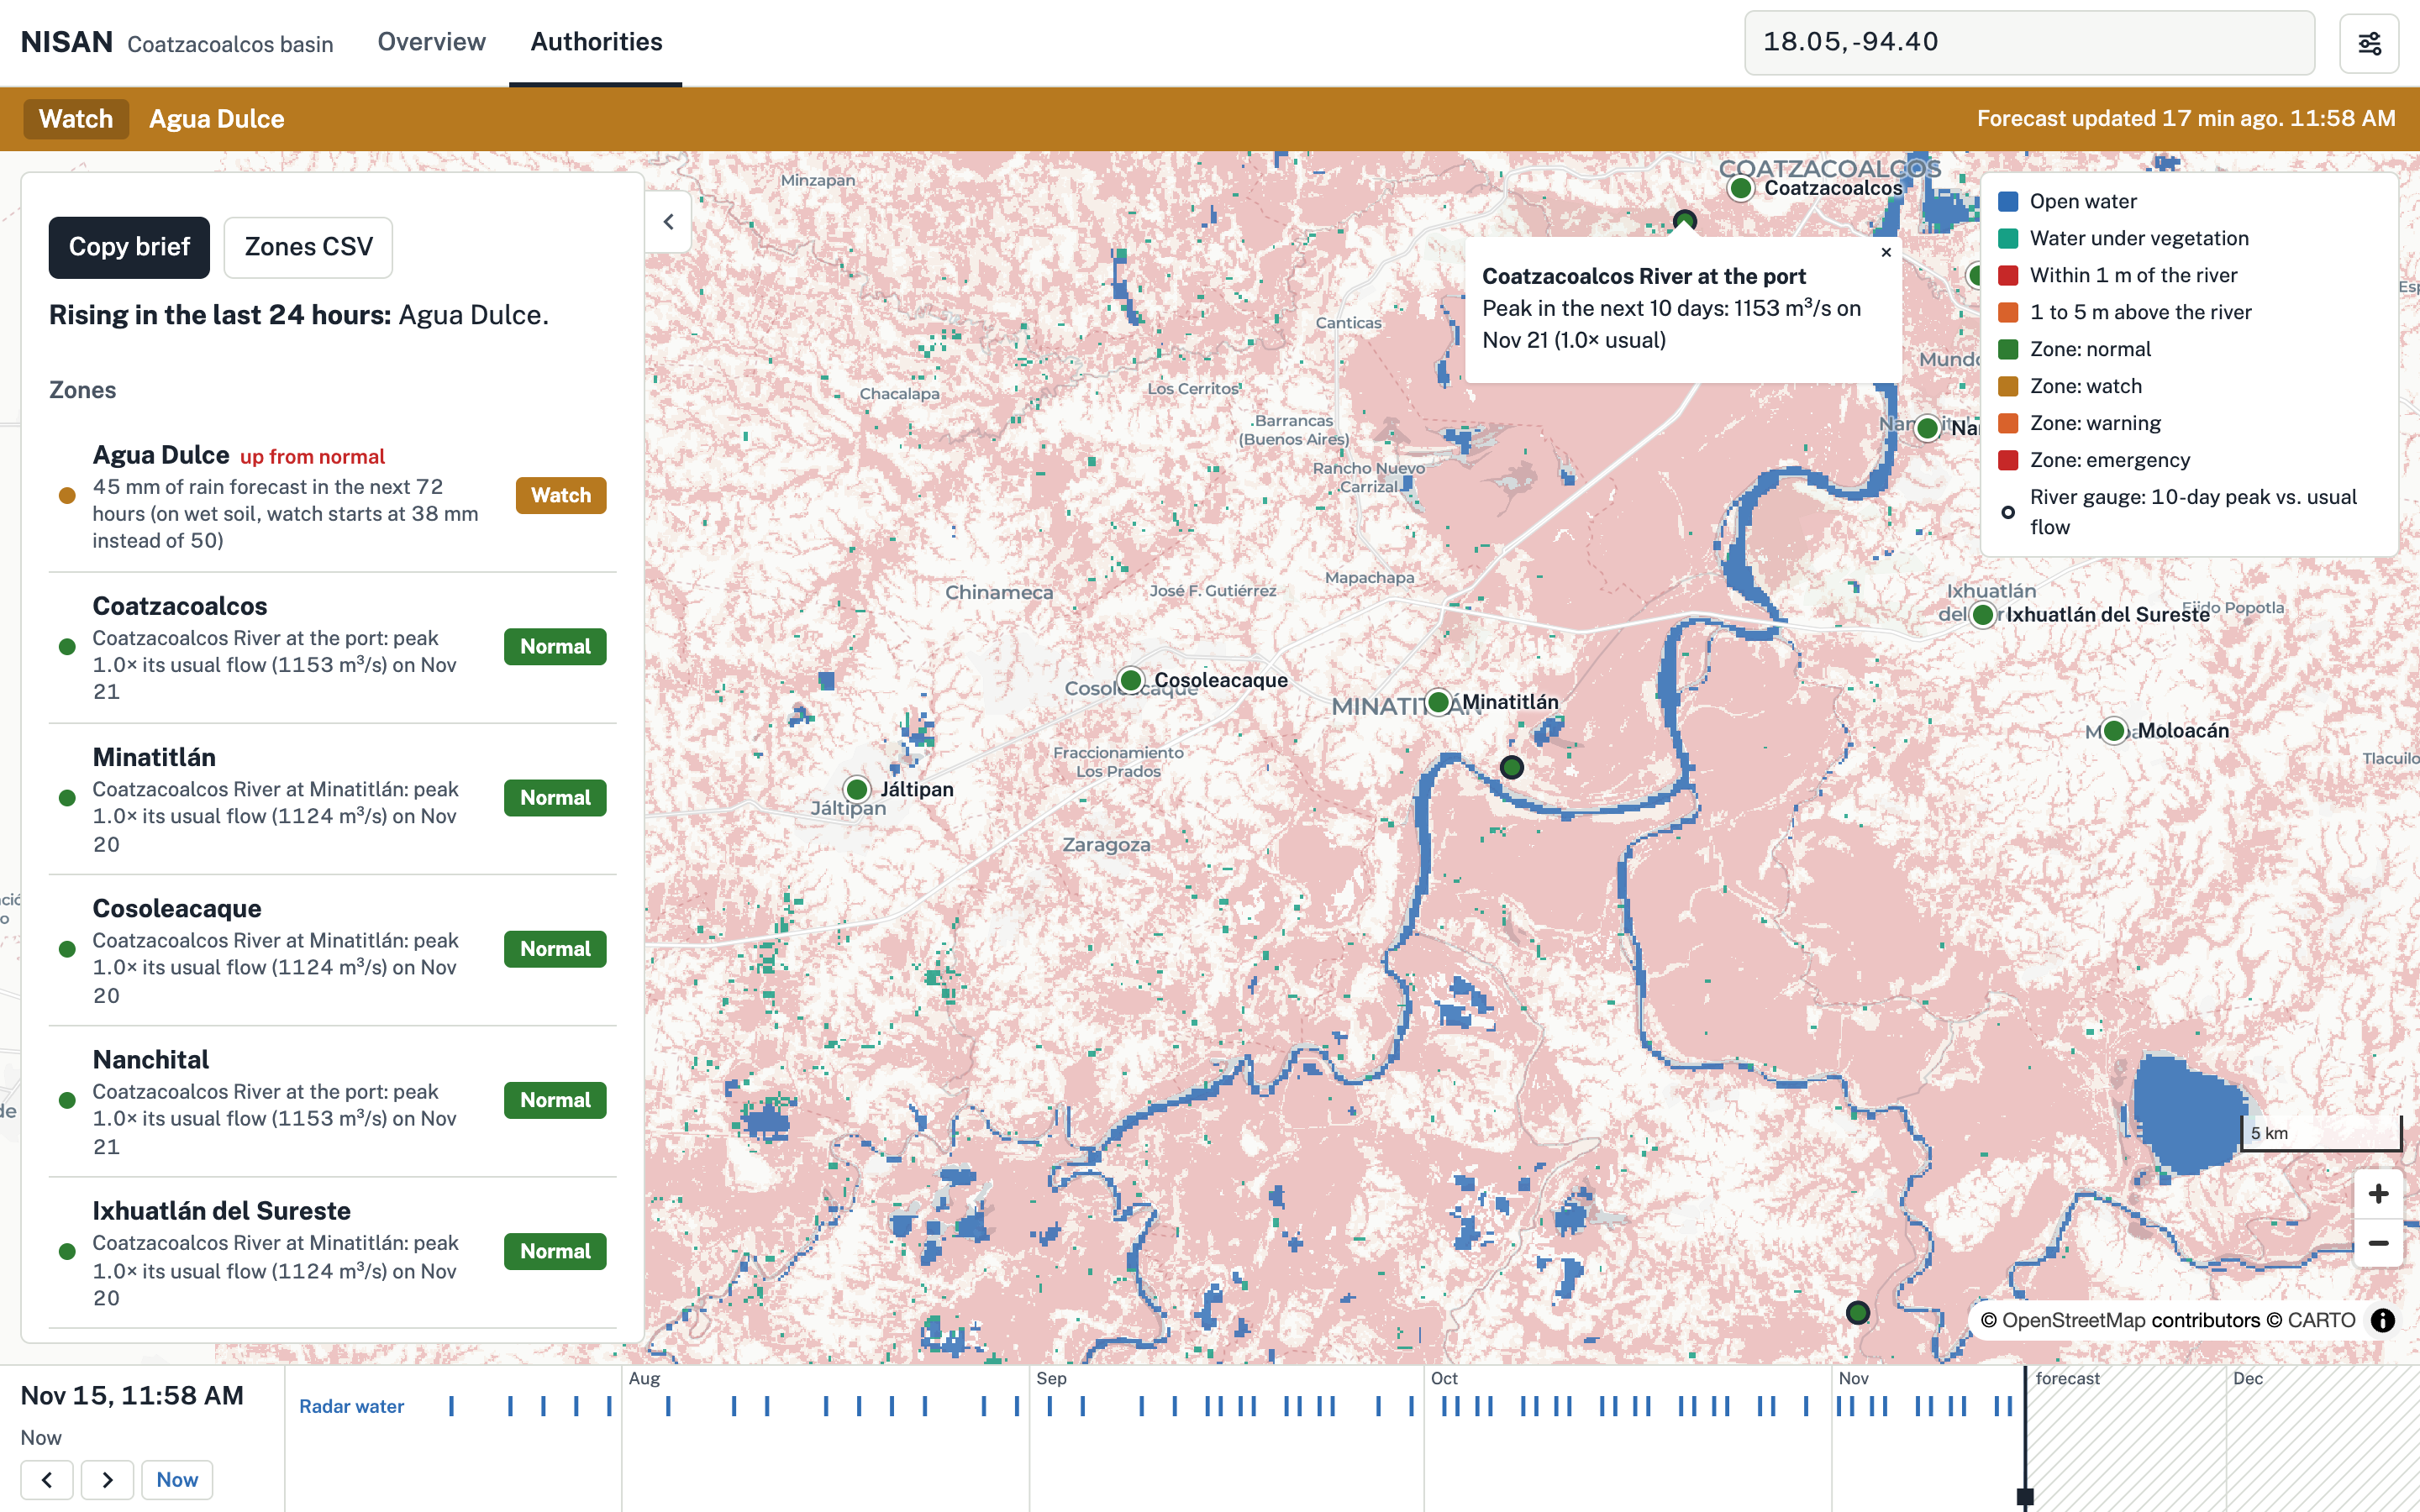 NISAN Coatzacoalcos basin Overview Authorities 18.05,-94.40
Watch Agua Dulce Forecast updated 17 min ago. 11:58 AM
Copy brief Zones CSV
Rising in the last 24 hours: Agua Dulce.
Zones
Agua Dulce up from normal
45 mm of rain forecast in the next 72
hours (on wet soil, watch starts at 38 mm
instead of 50)
Watch
Coatzacoalcos
Coatzacoalcos River at the port: peak
1.0× its usual flow (1153 m³/s) on Nov
21
Normal
Minatitlán
Coatzacoalcos River at Minatitlán: peak
1.0× its usual flow (1124 m³/s) on Nov
20
Normal
Cosoleacaque
Coatzacoalcos River at Minatitlán: peak
1.0× its usual flow (1124 m³/s) on Nov
20
Normal
Nanchital
Coatzacoalcos River at the port: peak
1.0× its usual flow (1153 m³/s) on Nov
21
Normal
Ixhuatlán del Sureste
Coatzacoalcos River at Minatitlán: peak
1.0× its usual flow (1124 m³/s) on Nov
20
Normal
Minzapan
COATZACOALCOS
Coatzacoalcos
×
Coatzacoalcos River at the port
Peak in the next 10 days: 1153 m³/s on
Nov 21 (1.0× usual)
Canticas
Chacalapa
Los Cerritos
Barrancas
(Buenos Aires)
Rancho Nuevo
Carrizal
Chinameca
José F. Gutiérrez
Mapachapa
Ixhuatlán
Ixhuatlán del Sureste
Ejido Popotla
Cosoleacaque
Minatitlán
Moloacán
Fraccionamiento
Los Prados
Jáltipan
Jáltipan
Zaragoza
Open water
Water under vegetation
Within 1 m of the river
1 to 5 m above the river
Zone: normal
Zone: watch
Zone: warning
Zone: emergency
River gauge: 10-day peak vs. usual
flow
5 km
+
−
© OpenStreetMap contributors © CARTO
Nov 15, 11:58 AM
Now
Now
Radar water
Aug Sep Oct Nov forecast Dec